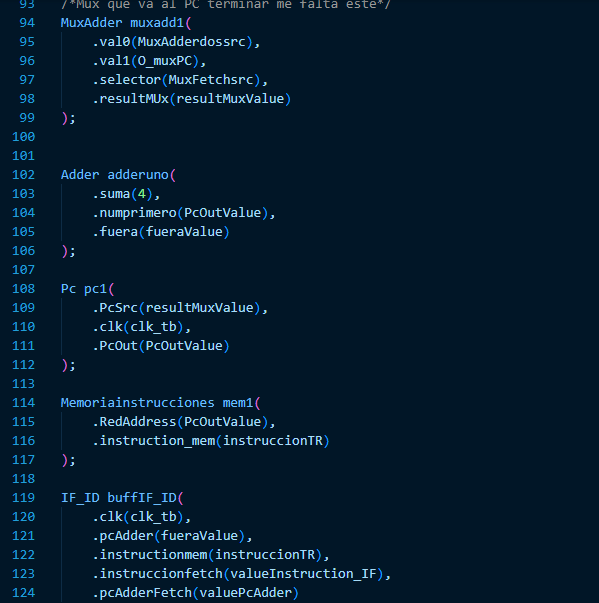 93 /*Mux que va al PC terminar me falta este*/
94 MuxAdder muxadd1(
95 .val0(MuxAdderdossrc),
96 .val1(O_muxPC),
97 .selector(MuxFetchsrc),
98 .resultMUx(resultMuxValue)
99 );
100
101
102 Adder adderuno(
103 .suma(4),
104 .numprimero(PcOutValue),
105 .fuera(fueraValue)
106 );
107
108 Pc pc1(
109 .PcSrc(resultMuxValue),
110 .clk(clk_tb),
111 .PcOut(PcOutValue)
112 );
113
114 Memoriainstrucciones mem1(
115 .RedAddress(PcOutValue),
116 .instruction_mem(instruccionTR)
117 );
118
119 IF_ID buffIF_ID(
120 .clk(clk_tb),
121 .pcAdder(fueraValue),
122 .instructionmem(instruccionTR),
123 .instruccionfetch(valueInstruction_IF),
124 .pcAdderFetch(valuePcAdder)